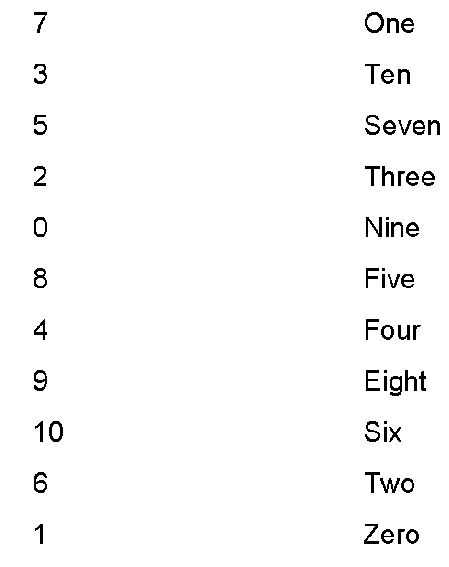 7 One
3 Ten
5 Seven
2 Three
0 Nine
8 Five
4 Four
9 Eight
10 Six
6 Two
1 Zero